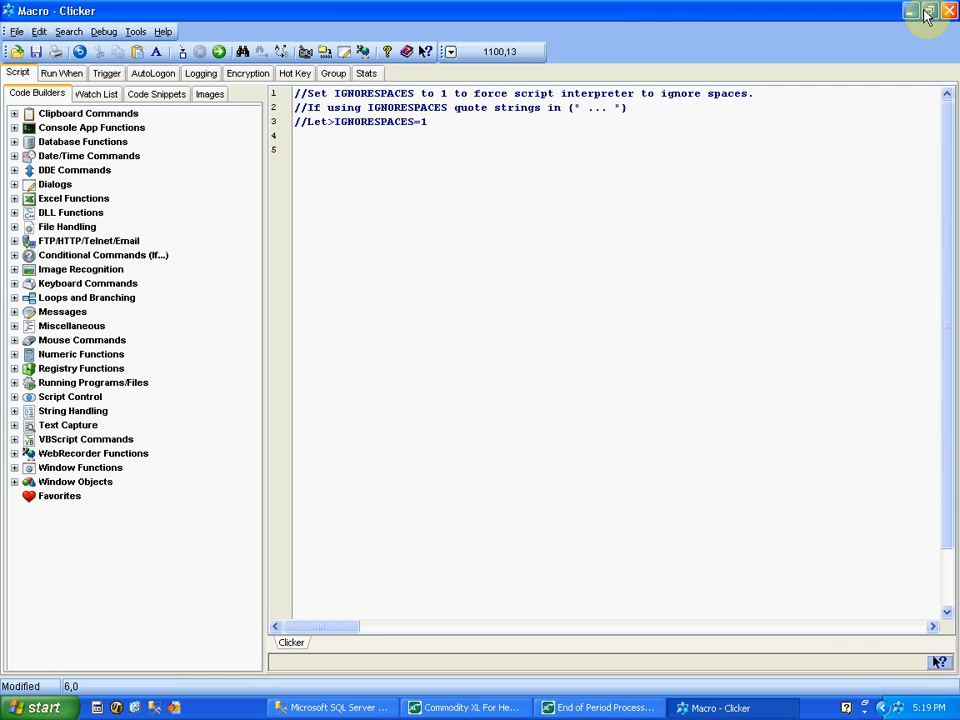 Macro - Clicker
File Edit Search Debug Tools Help
A ? ? 1100,13
Script Run When Trigger AutoLogon Logging Encryption Hot Key Group Stats
Code Builders Watch List Code Snippets Images
Clipboard Commands
Console App Functions
Database Functions
Date/Time Commands
DDE Commands
Dialogs
Excel Functions
DLL Functions
File Handling
FTP/HTTP/Telnet/Email
Conditional Commands (If...)
Image Recognition
Keyboard Commands
Loops and Branching
Messages
Miscellaneous
Mouse Commands
Numeric Functions
Registry Functions
Running Programs/Files
Script Control
String Handling
Text Capture
VBScript Commands
WebRecorder Functions
Window Functions
Window Objects
Favorites
1 //Set IGNORESPACES to 1 to force script interpreter to ignore spaces.
2 //If using IGNORESPACES quote strings in {" ... "}
3 //Let>IGNORESPACES=1
4
5
Clicker
Modified 6,0
start Microsoft SQL Server ... Commodity XL For He... End of Period Process... Macro - Clicker 5:19 PM